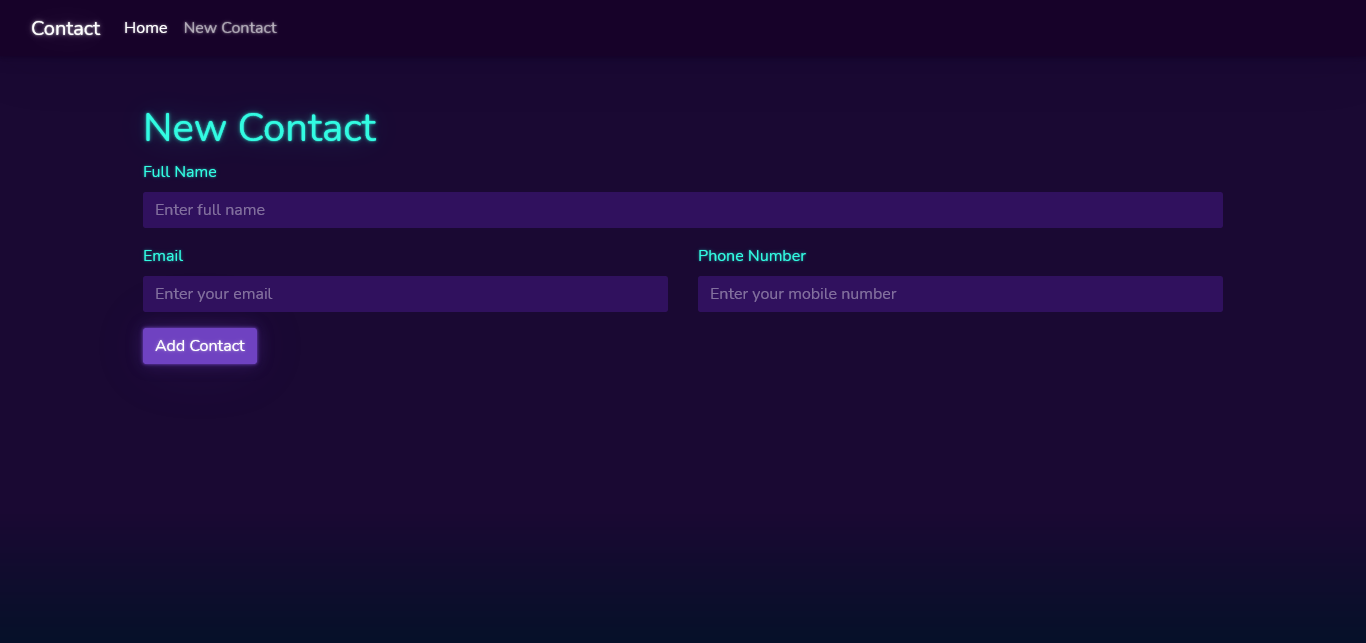 Contact Home New Contact
New Contact
Full Name
Enter full name
Email Phone Number
Enter your email Enter your mobile number
Add Contact